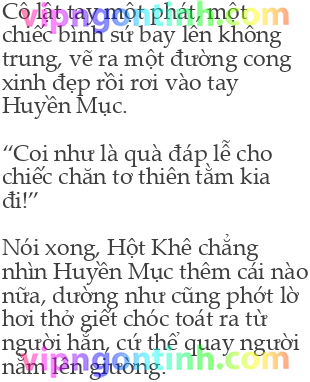 Cô lật tay một phát, một
chiếc bình sứ bay lên không
trung, vẽ ra một đường cong
xinh đẹp rồi rơi vào tay
Huyền Mục.
“Coi như là quà đáp lễ cho
chiếc chăn tơ thiên tằm kia
đi!”
Nói xong, Hột Khê chẳng
nhìn Huyền Mục thêm cái nào
nữa, dường như cũng phớt lờ
hơi thở giết chóc toát ra từ
người hắn, cứ thế quay người
nằm lên giường.
vipngontinh.com
vipngontinh.com